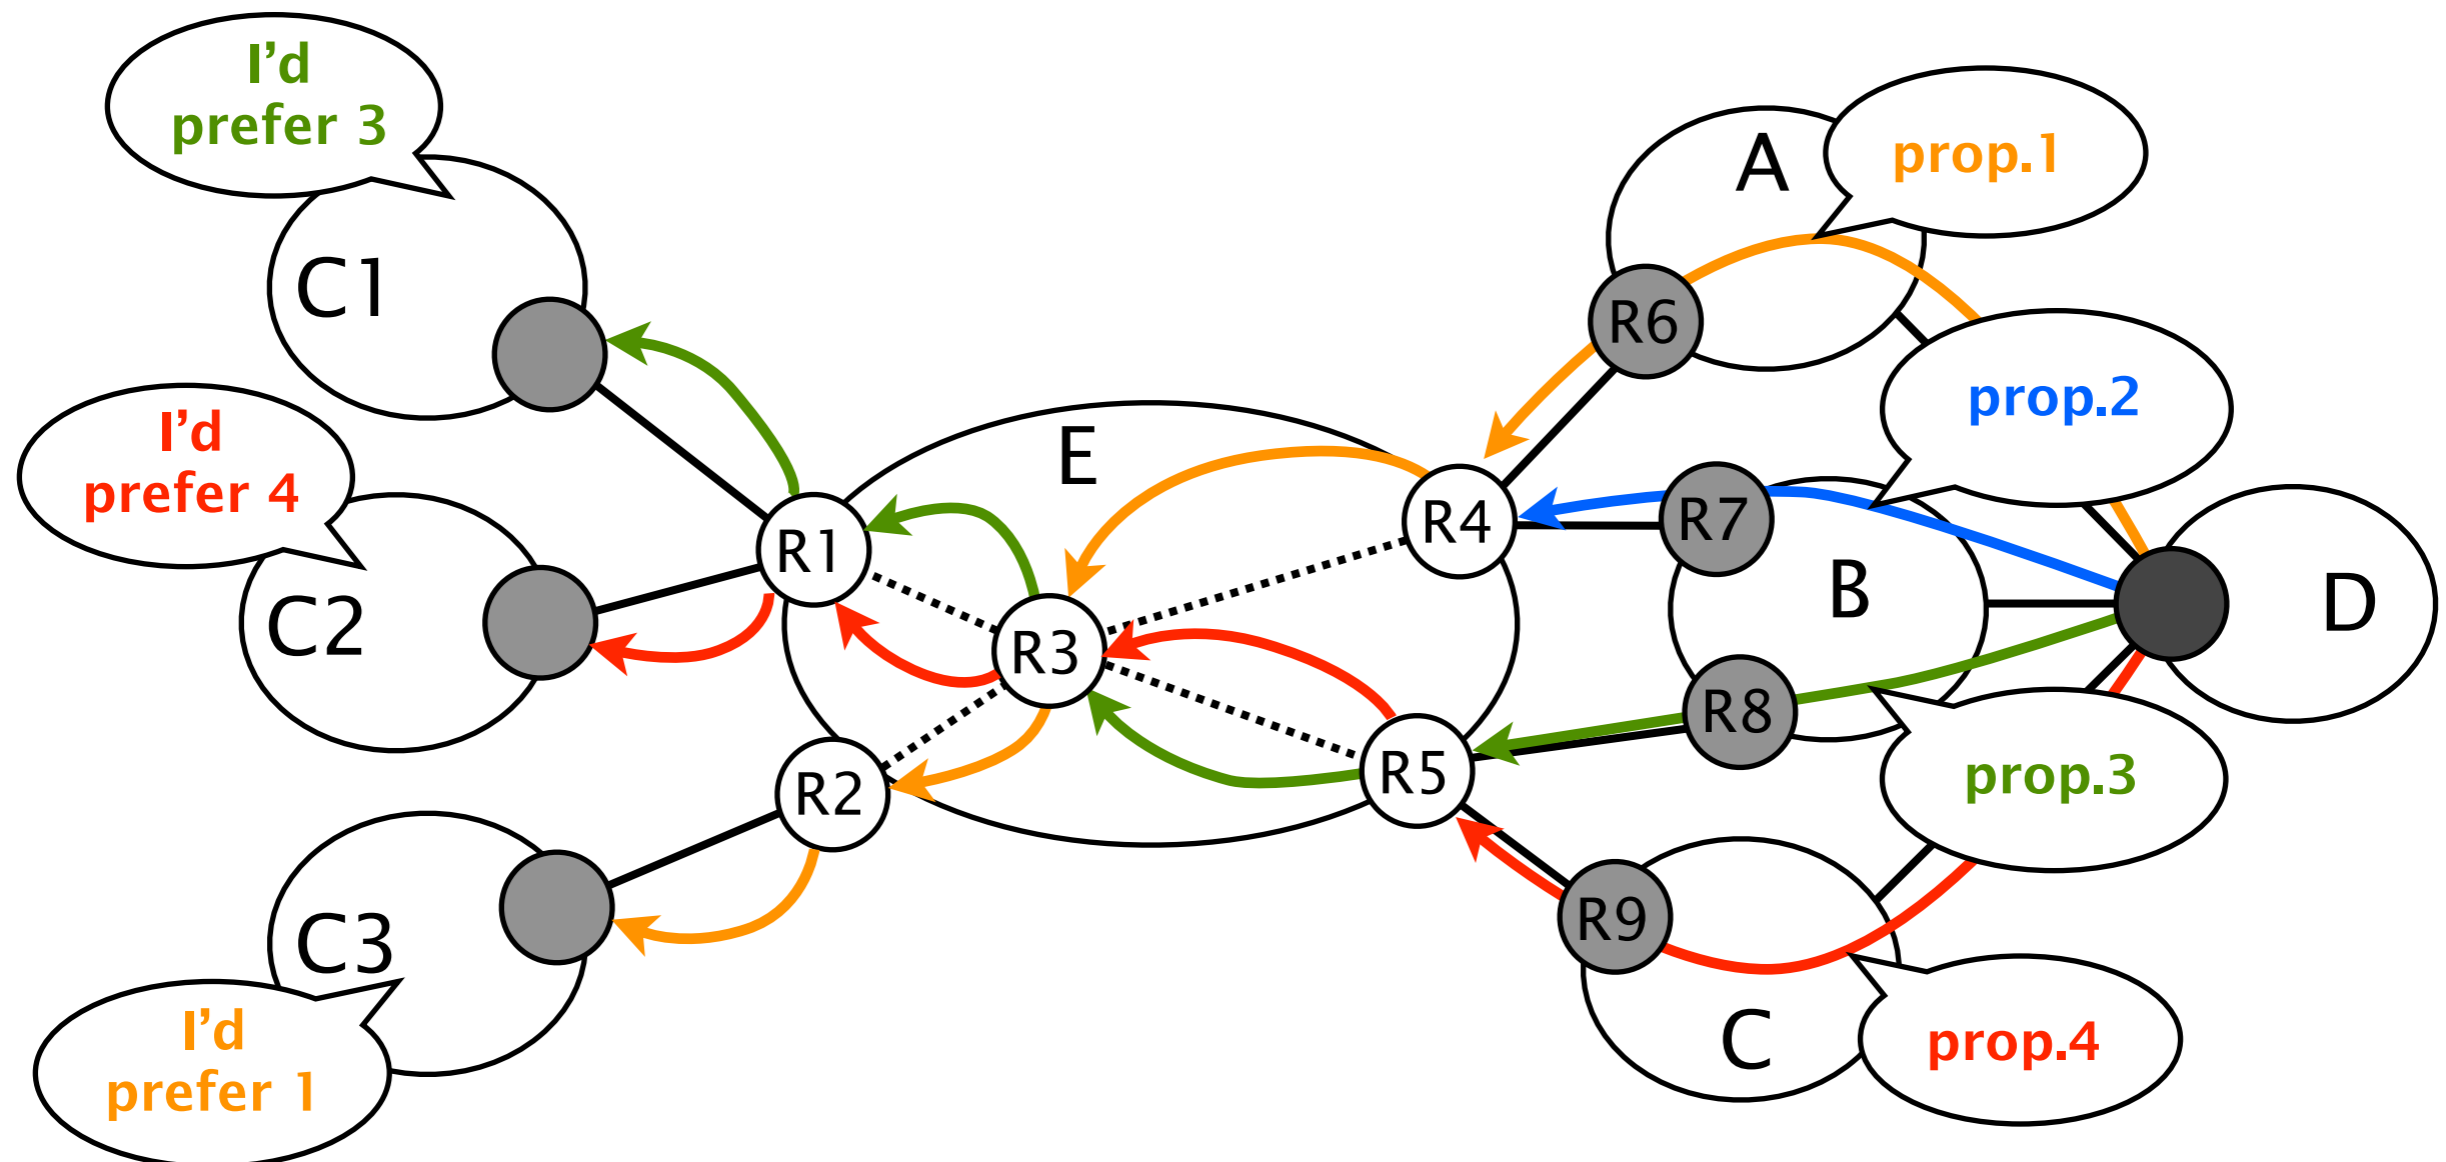 I’d
prefer 3
A
prop.1
C1
R6
prop.2
I’d
prefer 4
E
R4
R7
R1
B
D
C2
R3
R8
R5
prop.3
R2
R9
C3
I’d
prefer 1
C
prop.4